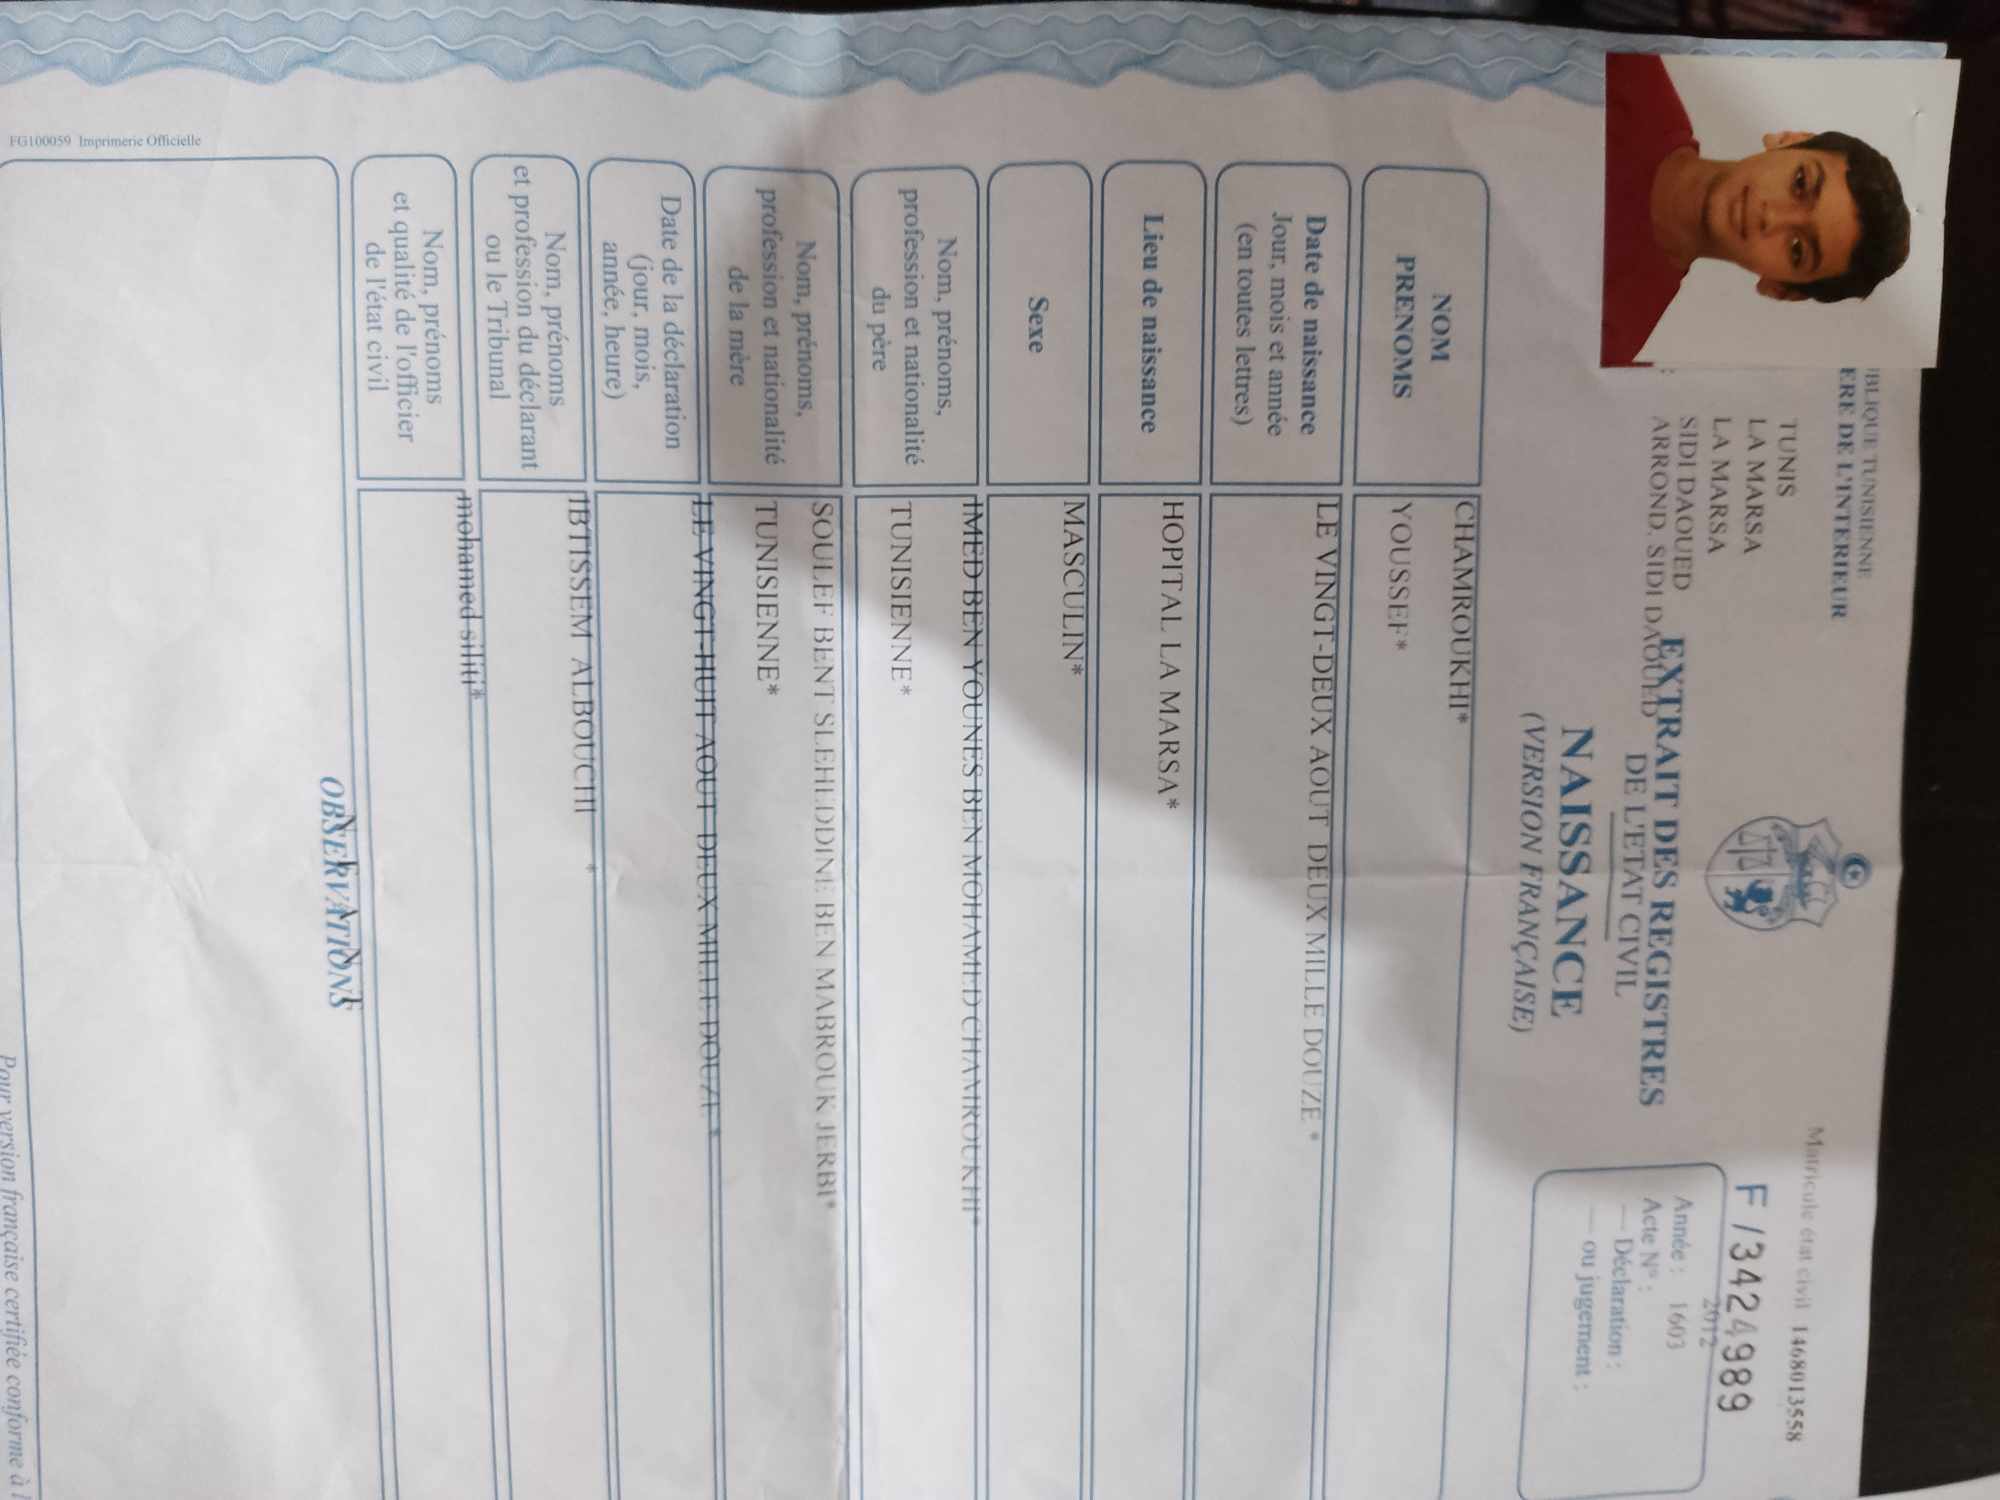 BLIQUE TUNISIENNE
ERE DE L'INTERIEUR
TUNIS
LA MARSA
LA MARSA
SIDI DAOUED
ARROND. SIDI DAOUED
Matricule état civil 1468013558
F /3424989
2012
Année : 1603
Acte N° :
— Déclaration :
— ou jugement :
EXTRAIT DES REGISTRES
DE L'ETAT CIVIL
NAISSANCE
(VERSION FRANÇAISE)
NOM
PRENOMS
CHAMROUKHI*
YOUSSEF*
Date de naissance
Jour, mois et année
(en toutes lettres)
LE VINGT-DEUX AOUT DEUX MILLE DOUZE *
Lieu de naissance
HOPITAL LA MARSA*
Sexe
MASCULIN*
Nom, prénoms,
profession et nationalité
du père
IMED BEN YOUNES BEN MOHAMED CHAMROUKHI*
TUNISIENNE*
Nom, prénoms,
profession et nationalité
de la mère
SOULEF BENT SLEHEDDINE BEN MABROUK JERBI*
TUNISIENNE*
Date de la déclaration
(jour, mois,
année, heure)
LE VINGT-HUIT AOUT DEUX MILLE DOUZE *
Nom, prénoms
et profession du déclarant
ou le Tribunal
IBTISSEM ALBOUCHI *
Nom, prénoms
et qualité de l'officier
de l'état civil
mohamed siliti*
OBSERVATIONS
FG100059 Imprimerie Officielle
Pour version française certifiée conforme à l